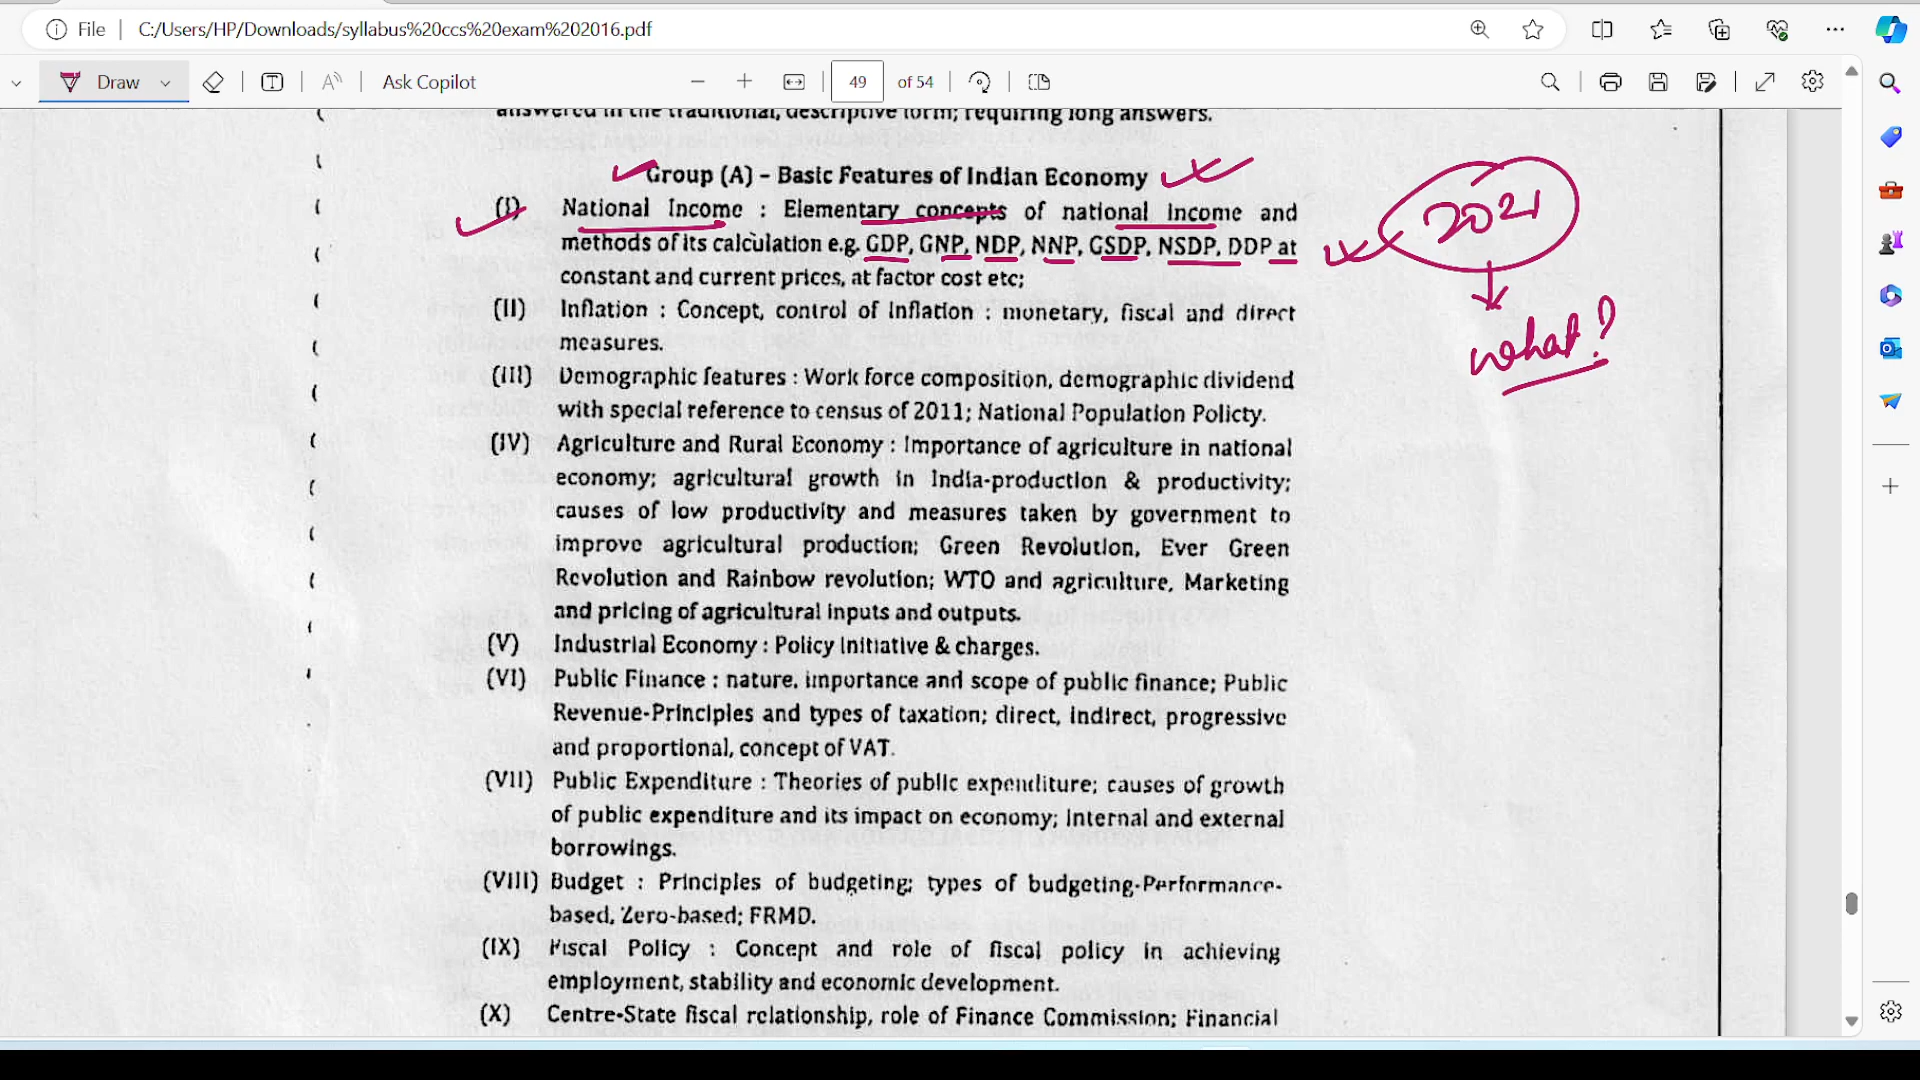 File
C:/Users/HP/Downloads/syllabus%20ccs%20exam%202016.pdf
Draw
Ask Copilot
49 of 54
answered in the traditional, descriptive form; requiring long answers.
Group (A) – Basic Features of Indian Economy
(I) National Income : Elementary concepts of national Income and
methods of its calculation e.g. GDP, GNP, NDP, NNP, GSDP, NSDP, DDP at
constant and current prices, at factor cost etc;
2021
what?
(II) Inflation : Concept, control of Inflation : monetary, fiscal and direct
measures.
(III) Demographic features : Work force composition, demographic dividend
with special reference to census of 2011; National Population Policty.
(IV) Agriculture and Rural Economy : Importance of agriculture in national
economy; agricultural growth in India-production & productivity;
causes of low productivity and measures taken by government to
improve agricultural production; Green Revolution, Ever Green
Revolution and Rainbow revolution; WTO and agriculture, Marketing
and pricing of agricultural inputs and outputs.
(V) Industrial Economy : Policy Initiative & charges.
(VI) Public Finance : nature, importance and scope of public finance; Public
Revenue-Principles and types of taxation; direct, indirect, progressive
and proportional, concept of VAT.
(VII) Public Expenditure : Theories of public expenditure; causes of growth
of public expenditure and its impact on economy; Internal and external
borrowings.
(VIII) Budget : Principles of budgeting; types of budgeting-Performance-
based, Zero-based; FRMD.
(IX) Fiscal Policy : Concept and role of fiscal policy in achieving
employment, stability and economic development.
(X) Centre-State fiscal relationship, role of Finance Commission; Financial